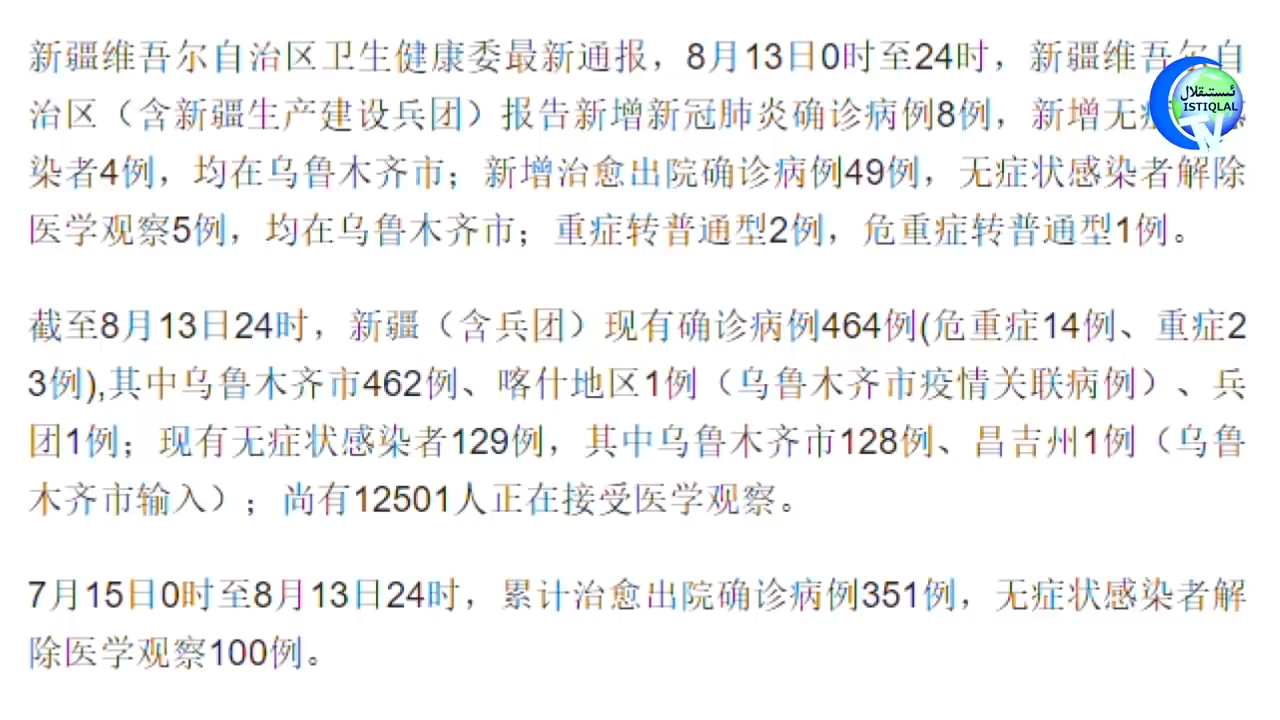 新疆维吾尔自治区卫生健康委最新通报，8月13日0时至24时，新疆维吾尔自
治区（含新疆生产建设兵团）报告新增新冠肺炎确诊病例8例，新增无症
染者4例，均在乌鲁木齐市；新增治愈出院确诊病例49例，无症状感染者解除
医学观察5例，均在乌鲁木齐市；重症转普通型2例，危重症转普通型1例。
截至8月13日24时，新疆（含兵团）现有确诊病例464例(危重症14例、重症2
3例),其中乌鲁木齐市462例、喀什地区1例（乌鲁木齐市疫情关联病例）、兵
团1例；现有无症状感染者129例，其中乌鲁木齐市128例、昌吉州1例（乌鲁
木齐市输入）；尚有12501人正在接受医学观察。
7月15日0时至8月13日24时，累计治愈出院确诊病例351例，无症状感染者解
除医学观察100例。
ئىستىقلال
ISTIQLAL
TV